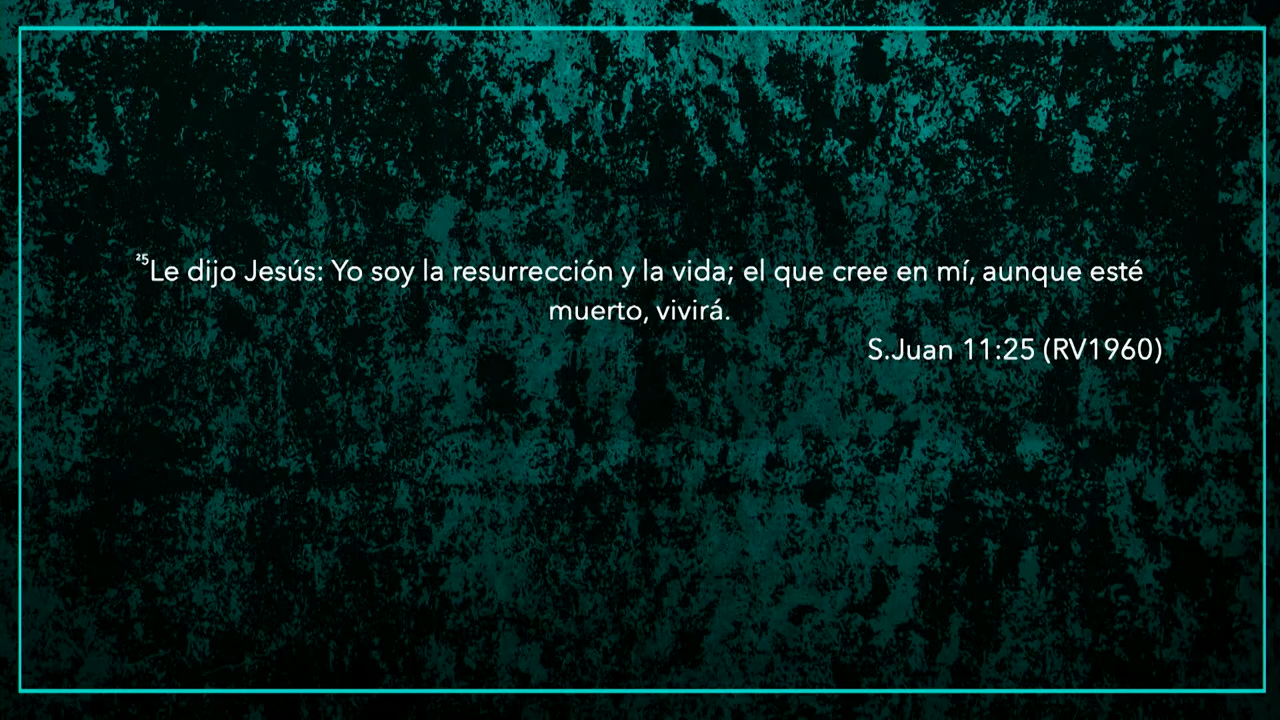 ²⁵Le dijo Jesús: Yo soy la resurrección y la vida; el que cree en mí, aunque esté
muerto, vivirá.
S.Juan 11:25 (RV1960)